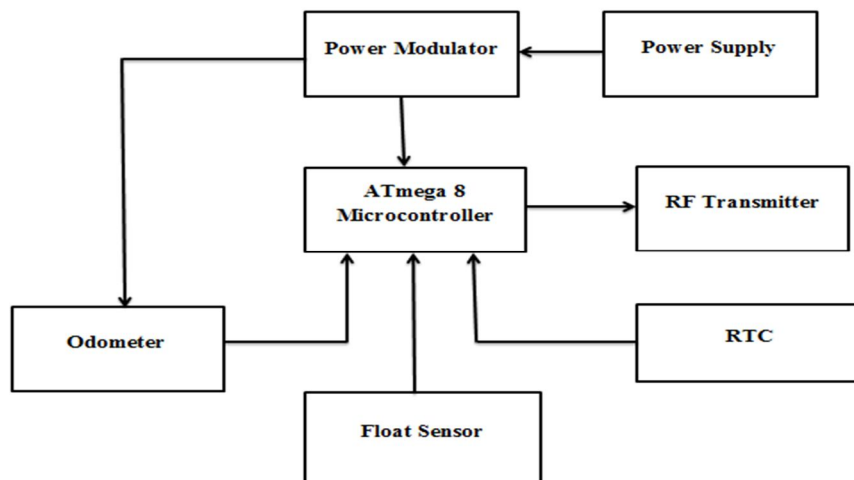 Power Modulator
Power Supply
ATmega 8
Microcontroller
RF Transmitter
Odometer
RTC
Float Sensor